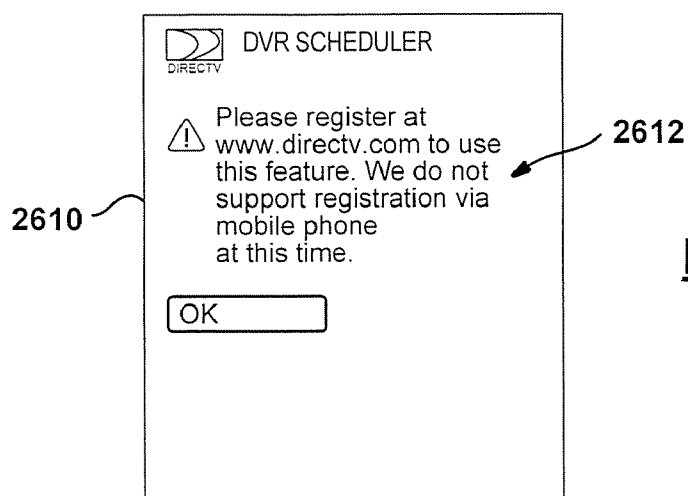 DVR SCHEDULER
DIRECTV
Please register at
www.directv.com to use
this feature. We do not
support registration via
mobile phone
at this time.
OK
2610
2612